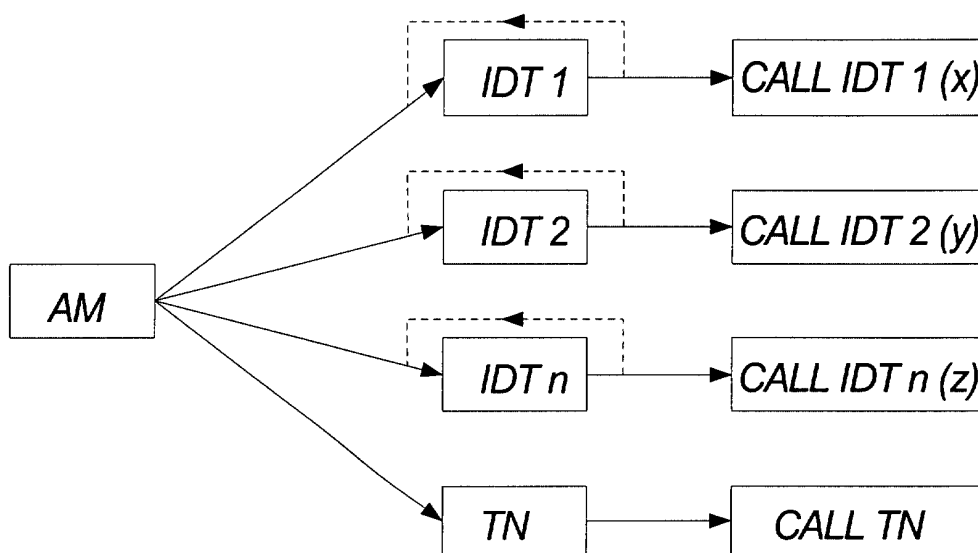 IDT 1
CALL IDT 1 (x)
IDT 2
CALL IDT 2 (y)
AM
IDT n
CALL IDT n (z)
TN
CALL TN